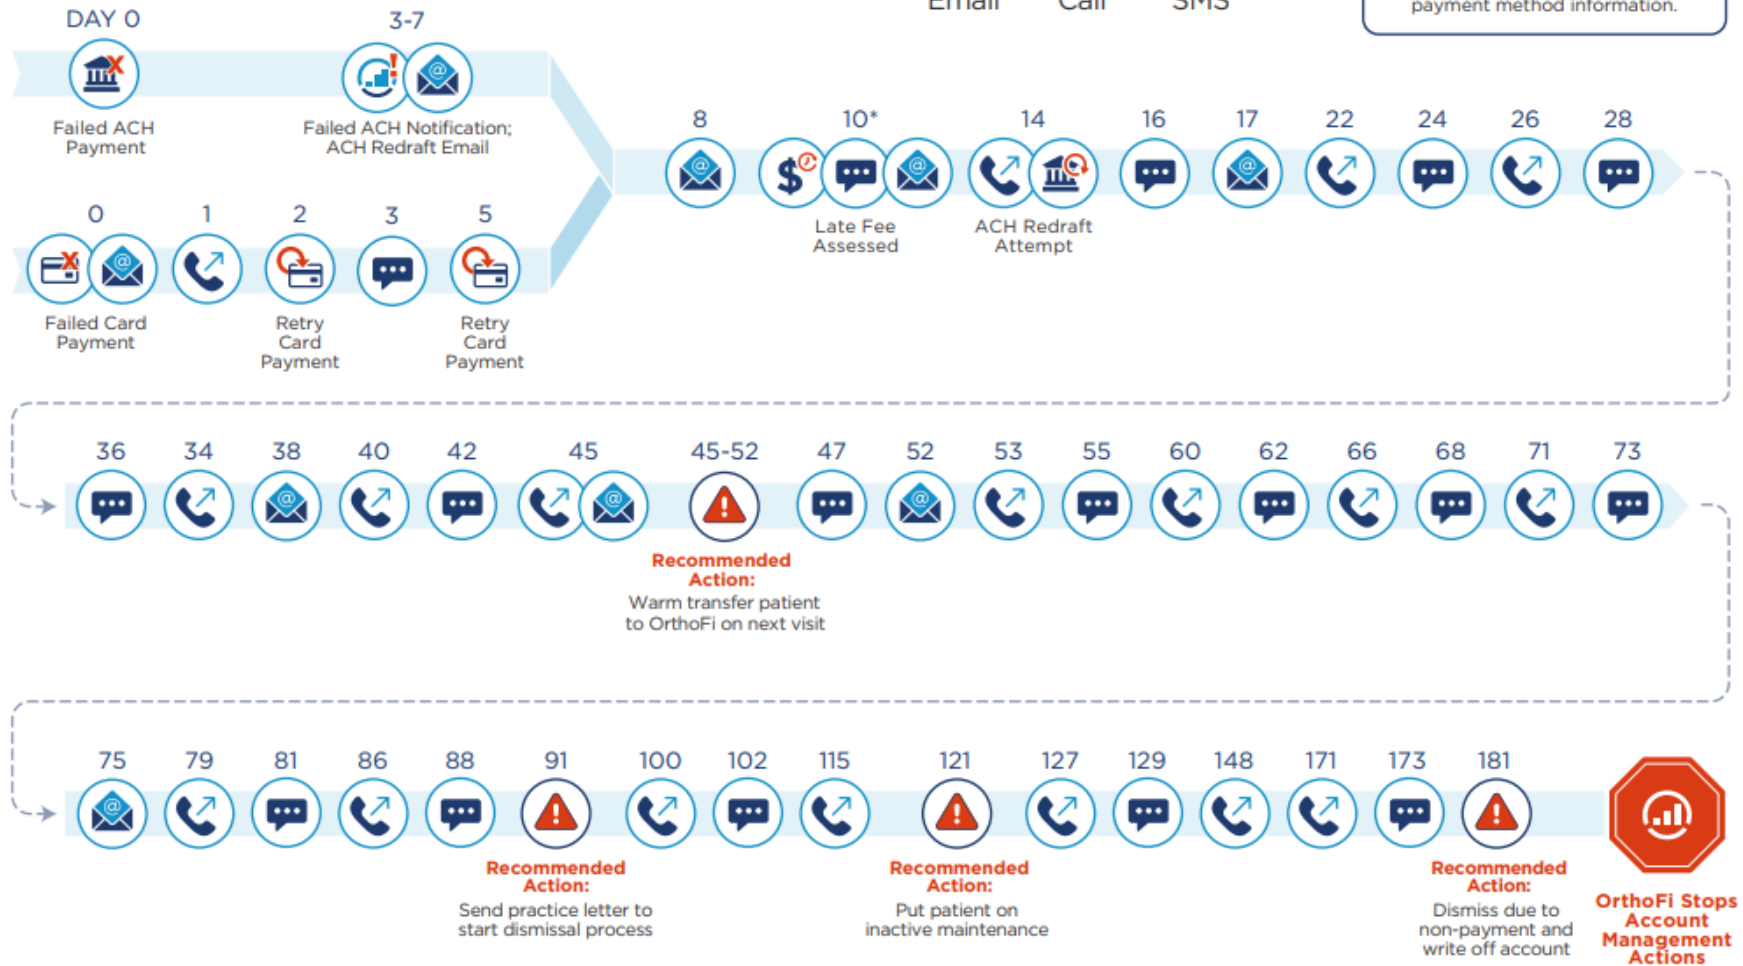 Email Call SMS
payment method information.
DAY 0 3-7
Failed ACH
Payment
Failed ACH Notification;
ACH Redraft Email
0 1 2 3 5
Failed Card
Payment
Retry
Card
Payment
Retry
Card
Payment
8 10* 14 16 17 22 24 26 28
Late Fee
Assessed
ACH Redraft
Attempt
36 34 38 40 42 45 45-52 47 52 53 55 60 62 66 68 71 73
Recommended
Action:
Warm transfer patient
to OrthoFi on next visit
75 79 81 86 88 91 100 102 115 121 127 129 148 171 173 181
Recommended
Action:
Send practice letter to
start dismissal process
Recommended
Action:
Put patient on
inactive maintenance
Recommended
Action:
Dismiss due to
non-payment and
write off account
OrthoFi Stops
Account
Management
Actions